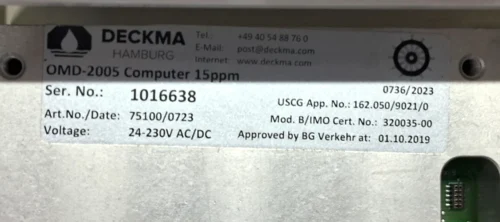 DECKMA
HAMBURG
Tel.: +49 40 54 88 76 0
E-Mail: post@deckma.com
Internet: www.deckma.com
OMD-2005 Computer 15ppm
0736/2023
Ser. No.: 1016638
USCG App. No.: 162.050/9021/0
Art.No./Date: 75100/0723
Mod. B/IMO Cert. No.: 320035-00
Voltage: 24-230V AC/DC
Approved by BG Verkehr at: 01.10.2019